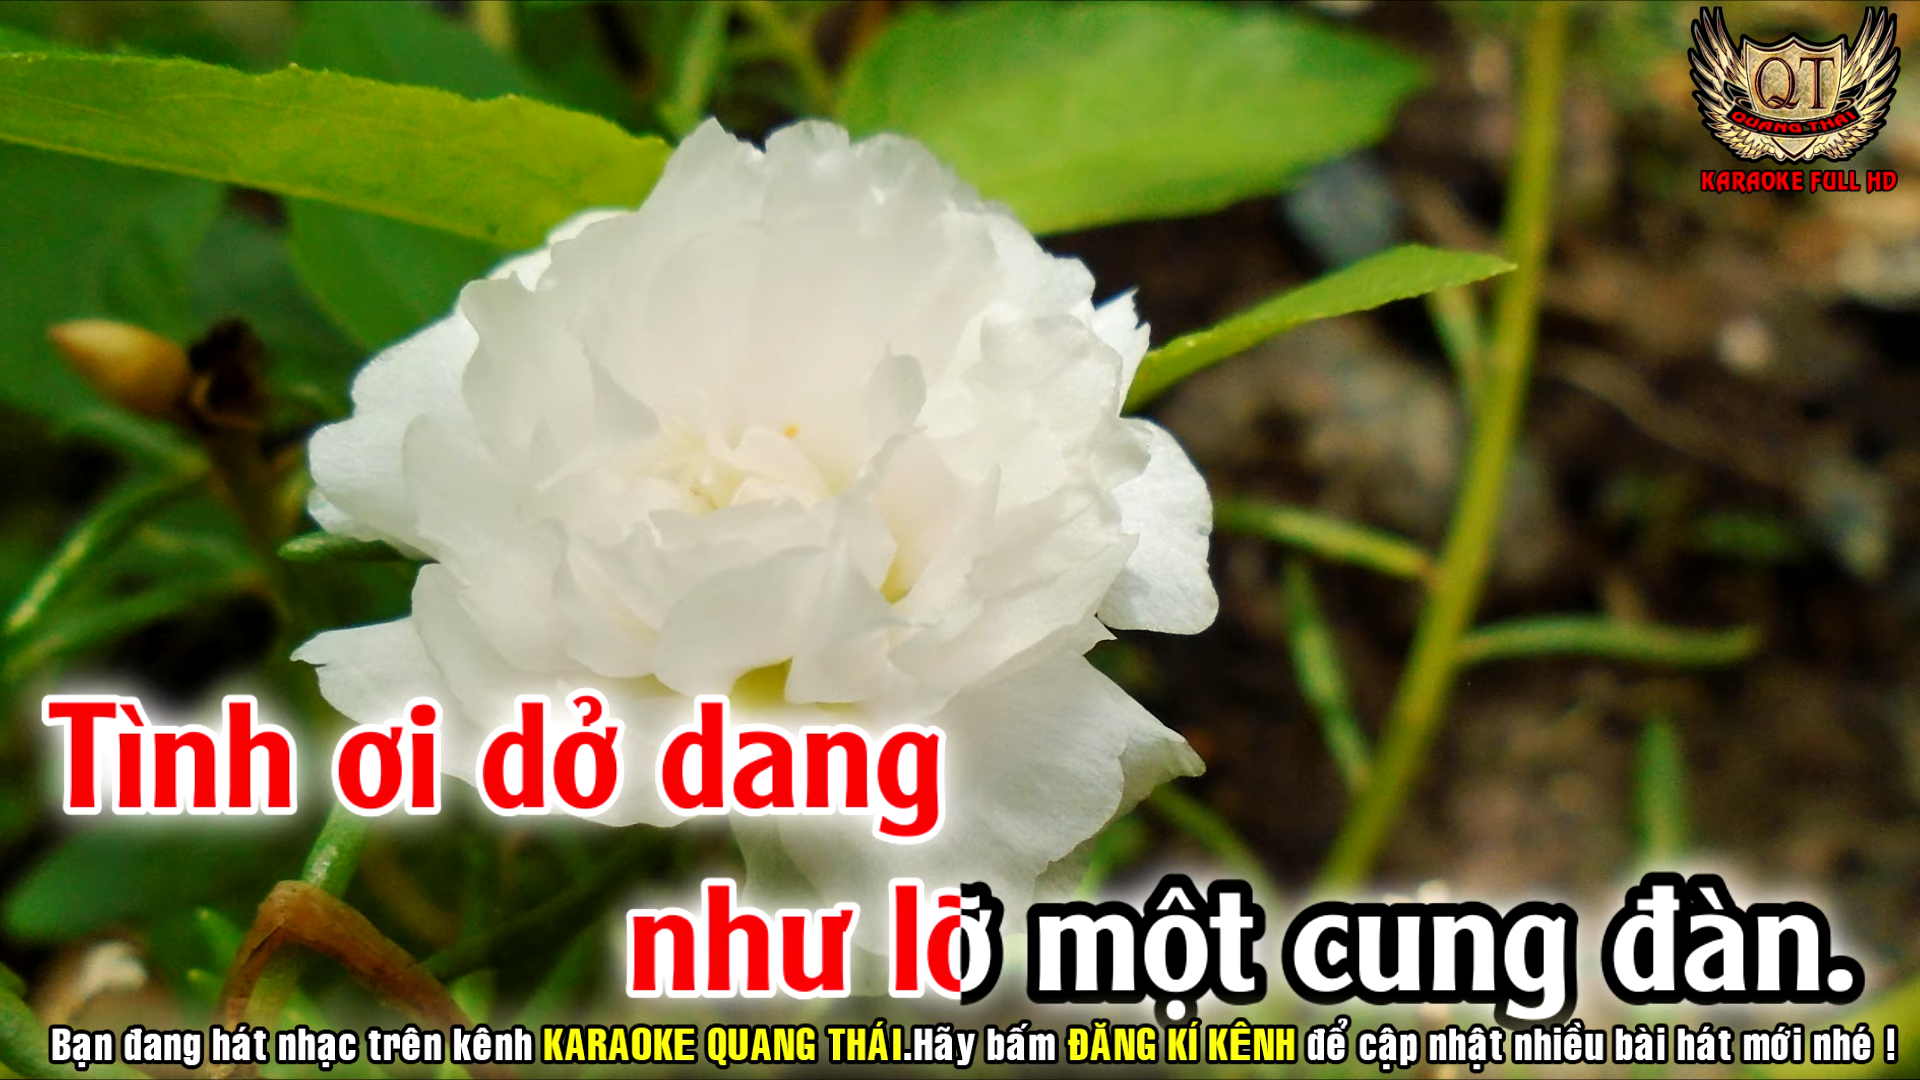 QT
QUANG THÁI
KARAOKE FULL HD
Tình ơi dở dang
như lỡ một cung đàn.
Bạn đang hát nhạc trên kênh KARAOKE QUANG THÁI.Hãy bấm ĐĂNG KÍ KÊNH để cập nhật nhiều bài hát mới nhé !